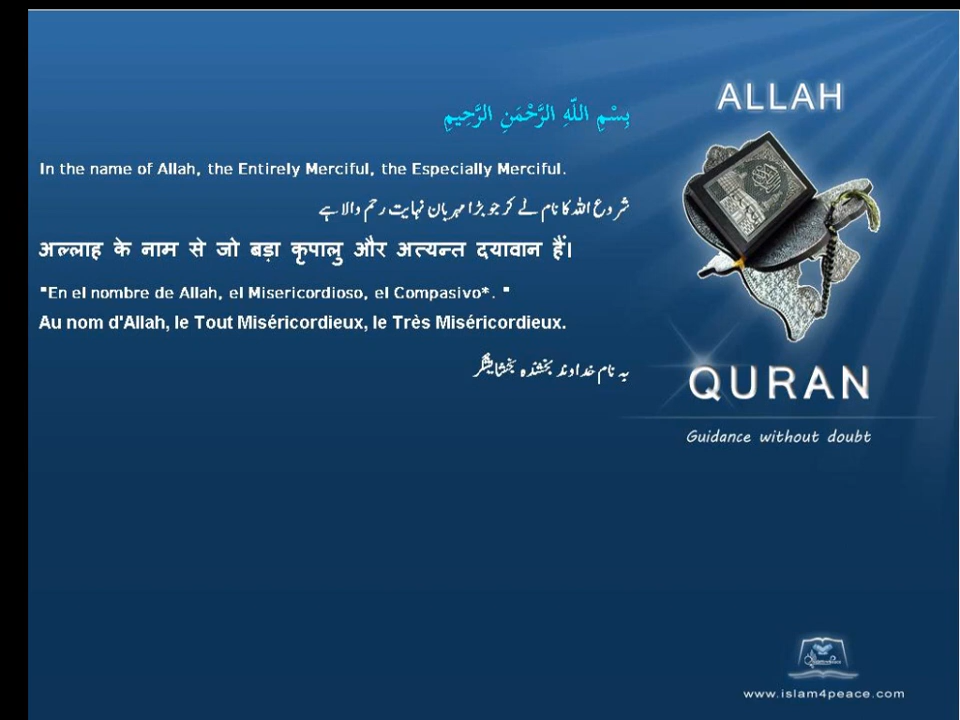 بِسْمِ اللَّهِ الرَّحْمَنِ الرَّحِيمِ
In the name of Allah, the Entirely Merciful, the Especially Merciful.
شروع اللہ کا نام لے کر جو بڑا مہربان نہایت رحم والا ہے
अल्लाह के नाम से जो बड़ा कृपालु और अत्यन्त दयावान हैं।
"En el nombre de Allah, el Misericordioso, el Compasivo*. "
Au nom d'Allah, le Tout Miséricordieux, le Très Miséricordieux.
به نام خداوند بخشنده بخشایشگر
ALLAH
QURAN
Guidance without doubt
www.islam4peace.com